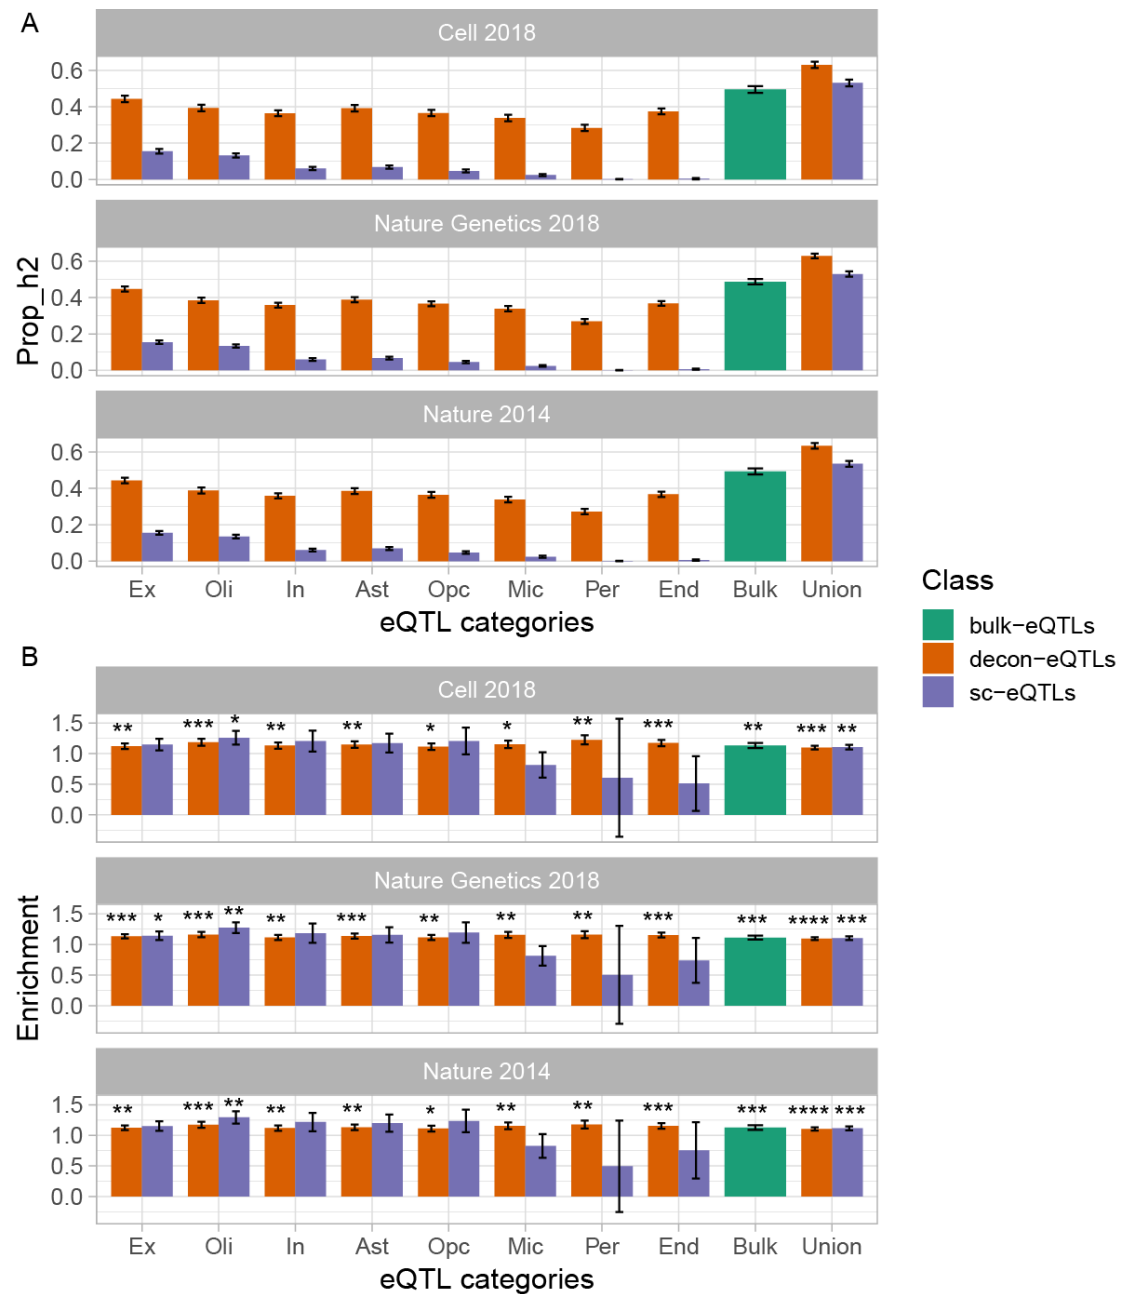 A
Cell 2018
0.6
0.4
0.2
0.0
Nature Genetics 2018
0.6
0.4
0.2
0.0
Nature 2014
0.6
0.4
0.2
0.0
Prop_h2
Ex Oli In Ast Opc Mic Per End Bulk Union
eQTL categories
Class
bulk−eQTLs
decon−eQTLs
sc−eQTLs
B
Cell 2018
1.5
1.0
0.5
0.0
** *** * ** ** * * ** *** ** *** **
Nature Genetics 2018
1.5
1.0
0.5
0.0
*** * *** ** ** *** ** ** ** *** *** **** ***
Nature 2014
1.5
1.0
0.5
0.0
** *** ** ** ** * ** ** *** *** **** ***
Enrichment
Ex Oli In Ast Opc Mic Per End Bulk Union
eQTL categories